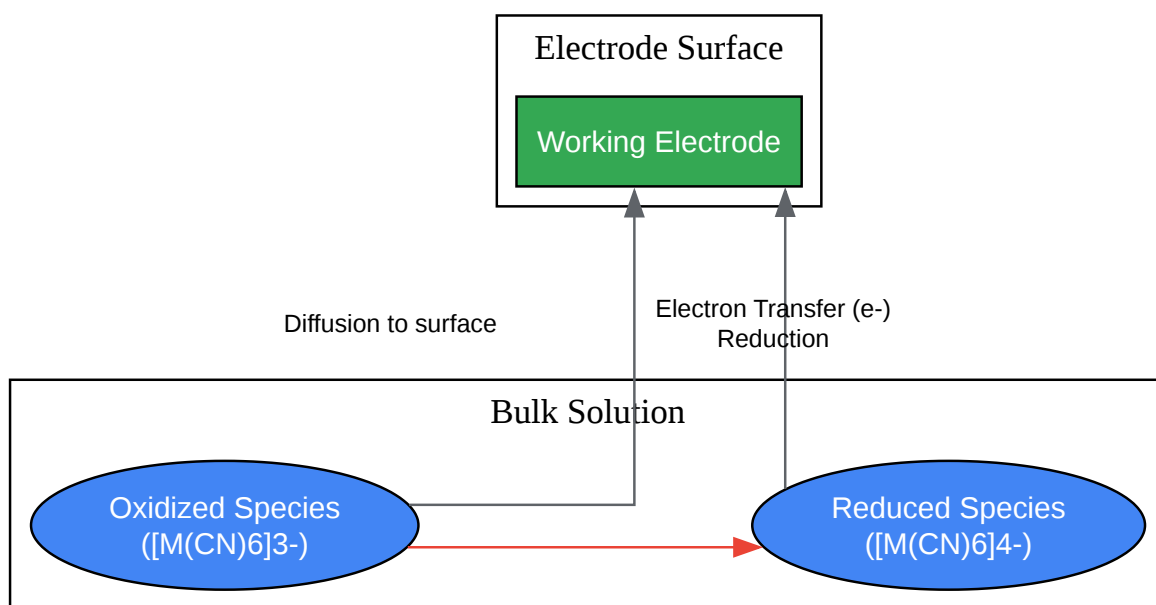 Electrode Surface
Working Electrode
Diffusion to surface
Electron Transfer (e-)
Reduction
Bulk Solution
Oxidized Species
([M(CN)6]3-)
Reduced Species
([M(CN)6]4-)